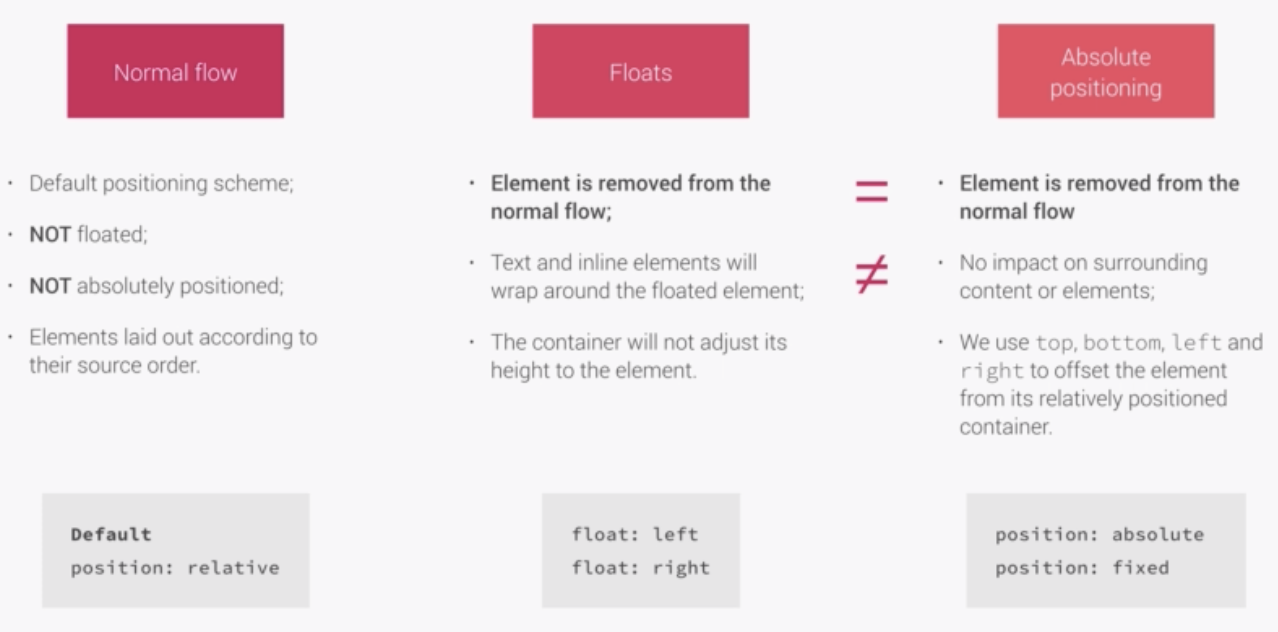 Normal flow
· Default positioning scheme;
· NOT floated;
· NOT absolutely positioned;
· Elements laid out according to
their source order.
Default
position: relative
Floats
· Element is removed from the
normal flow;
· Text and inline elements will
wrap around the floated element;
· The container will not adjust its
height to the element.
float: left
float: right
=
≠
Absolute
positioning
· Element is removed from the
normal flow
· No impact on surrounding
content or elements;
· We use top, bottom, left and
right to offset the element
from its relatively positioned
container.
position: absolute
position: fixed